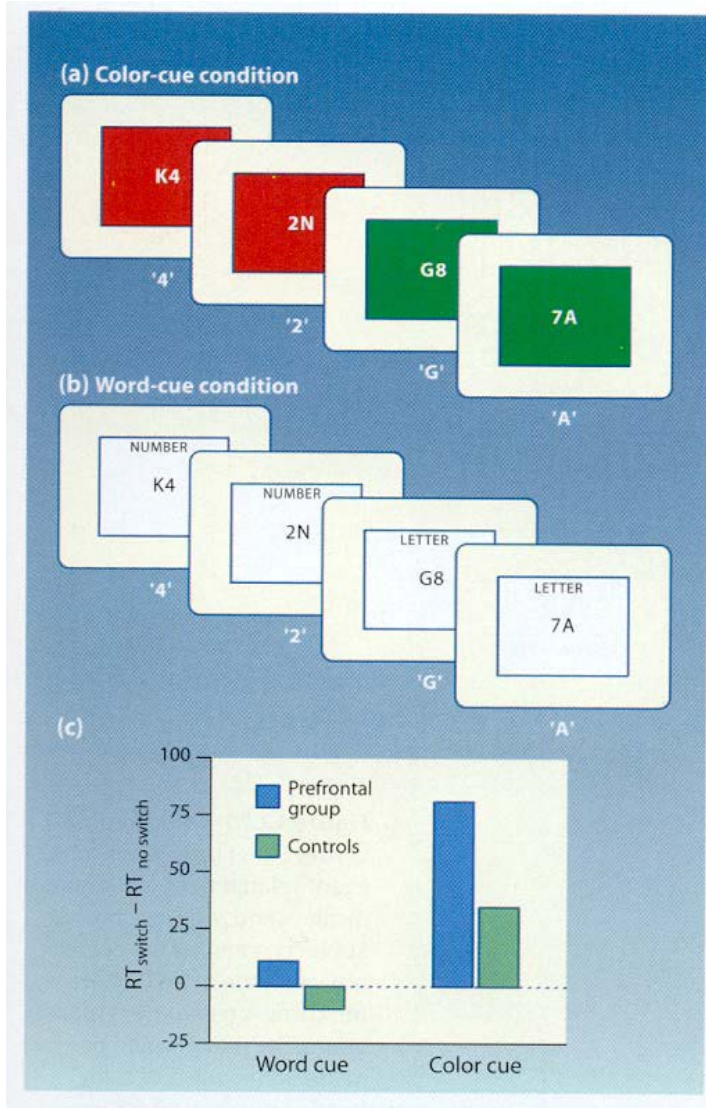 (a) Color-cue condition
K4
2N
G8
7A
'4'
'2'
'G'
'A'
(b) Word-cue condition
NUMBER
K4
NUMBER
2N
LETTER
G8
LETTER
7A
'4'
'2'
'G'
'A'
(c)
RTswitch – RTno switch
100
75
50
25
0
-25
Prefrontal
group
Controls
Word cue
Color cue